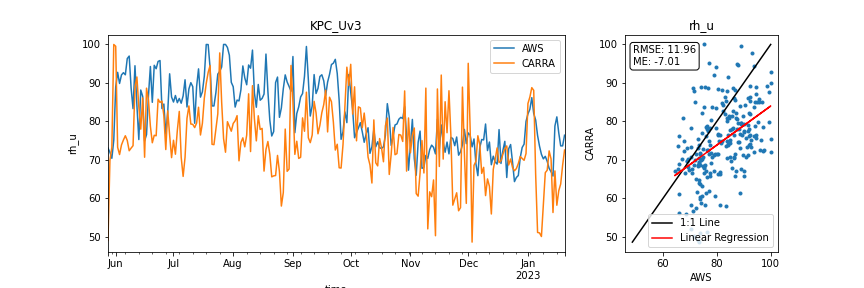 KPC_Uv3
rh_u
100
90
80
70
60
50
rh_u
AWS
CARRA
Jun
Jul
Aug
Sep
Oct
Nov
Dec
Jan
2023
rh_u
100
90
80
70
60
50
CARRA
RMSE: 11.96
ME: -7.01
1:1 Line
Linear Regression
60
80
100
AWS